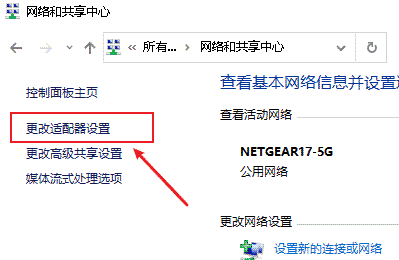 网络和共享中心
所有... 网络和共享中心
控制面板主页
更改适配器设置
更改高级共享设置
媒体流式处理选项
查看基本网络信息并设置
查看活动网络
NETGEAR17-5G
公用网络
更改网络设置
设置新的连接或网络